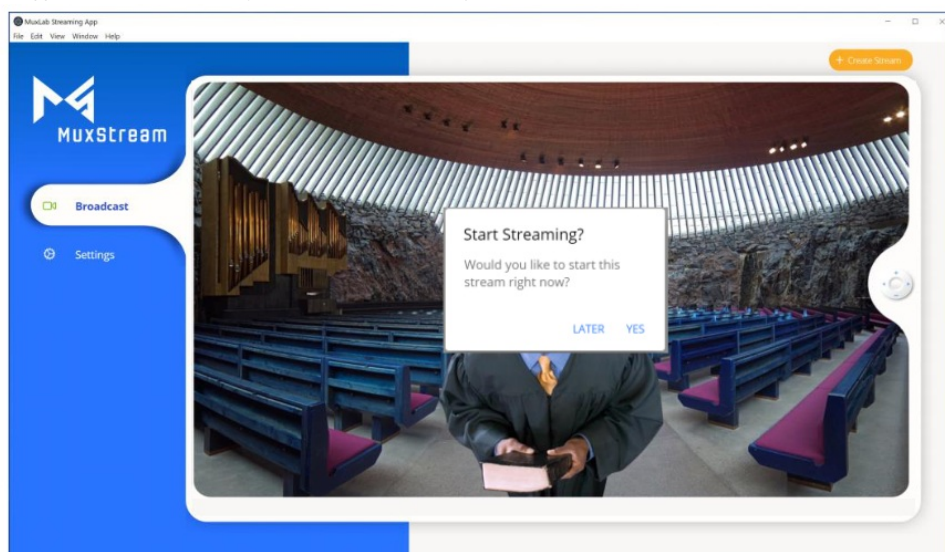 MuxLab Streaming App
File Edit View Window Help
+ Create Stream
MuxStream
Broadcast
Settings
Start Streaming?
Would you like to start this
stream right now?
LATER YES